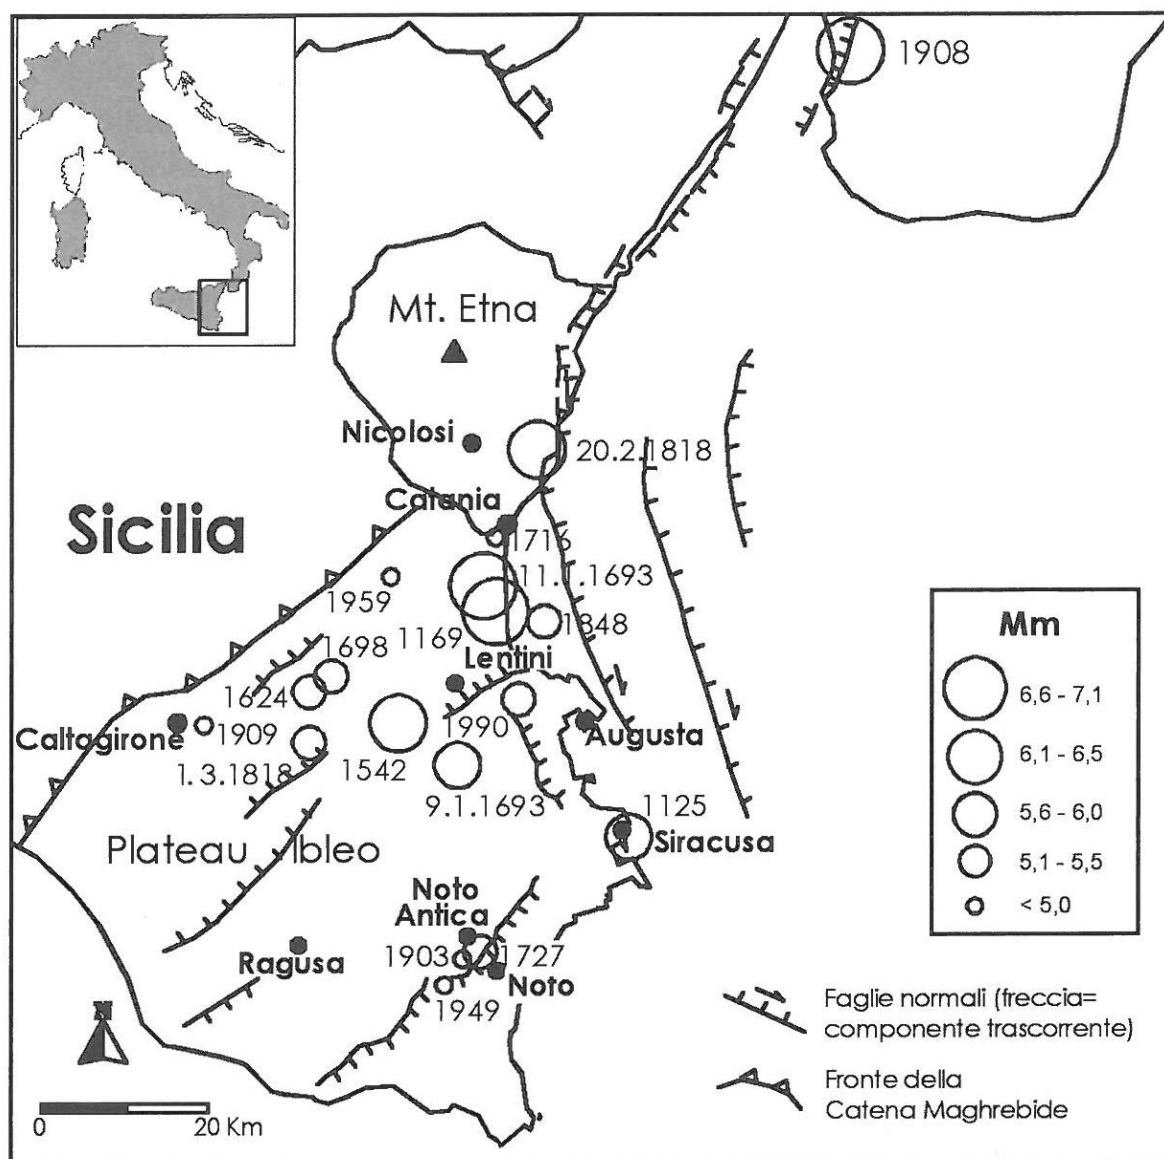 1908
Mt. Etna
Nicolosi
20.2.1818
Catania
Sicilia
1716
11.1.1693
1959
1169
1848
1698
Lentini
1624
Caltagirone
1909
1990
Augusta
1.3.1818
1542
9.1.1693
1125
Siracusa
Plateau Ibleo
Noto
Antica
1903
1727
Ragusa
Noto
1949
Mm
6,6 - 7,1
6,1 - 6,5
5,6 - 6,0
5,1 - 5,5
< 5,0
Faglie normali (freccia=
componente trascorrente)
Fronte della
Catena Maghrebide
N
0 20 Km